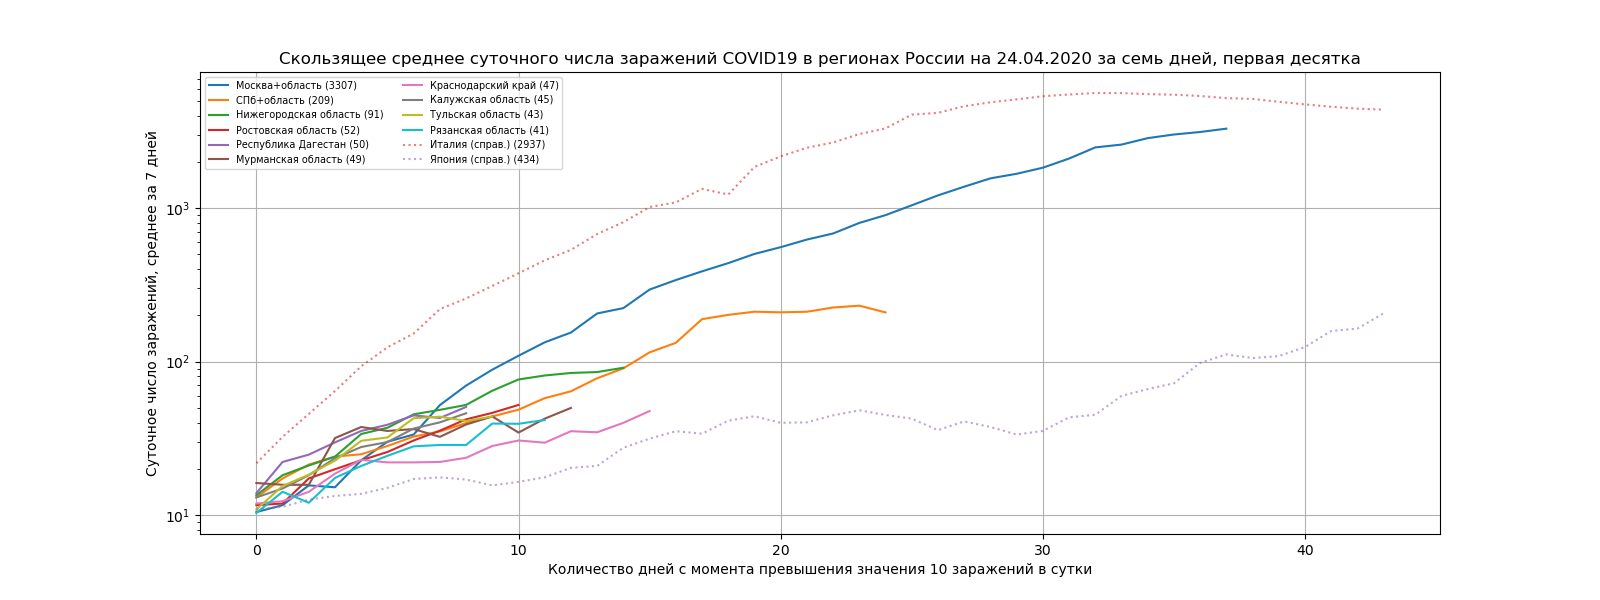 Скользящее среднее суточного числа заражений COVID19 в регионах России на 24.04.2020 за семь дней, первая десятка
Москва+область (3307)
СПб+область (209)
Нижегородская область (91)
Ростовская область (52)
Республика Дагестан (50)
Мурманская область (49)
Краснодарский край (47)
Калужская область (45)
Тульская область (43)
Рязанская область (41)
Италия (справ.) (2937)
Япония (справ.) (434)
Суточное число заражений, среднее за 7 дней
10³
10²
10¹
0 10 20 30 40
Количество дней с момента превышения значения 10 заражений в сутки